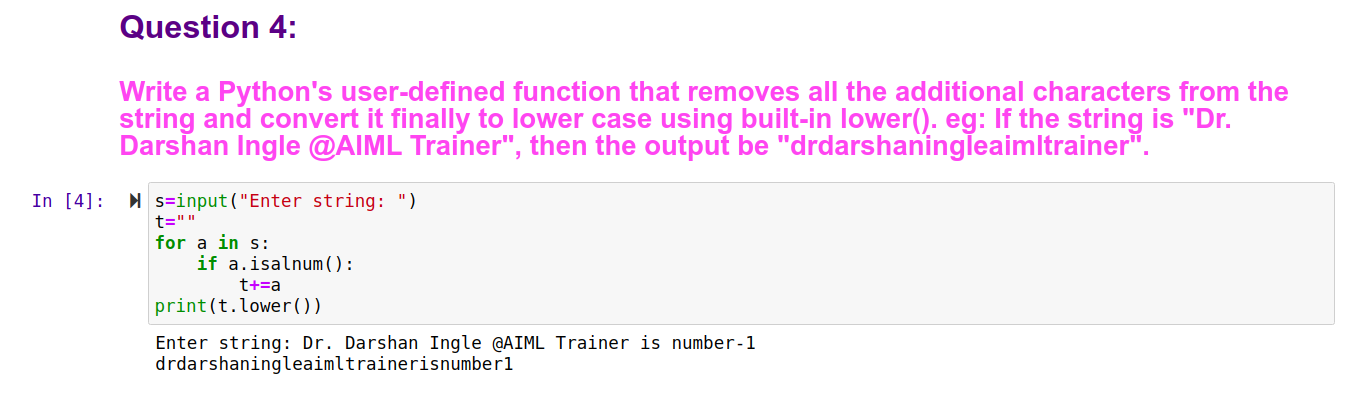 Question 4:
Write a Python's user-defined function that removes all the additional characters from the
string and convert it finally to lower case using built-in lower(). eg: If the string is "Dr.
Darshan Ingle @AIML Trainer", then the output be "drdarshaningleaimltrainer".
In [4]:
s=input("Enter string: ")
t=""
for a in s:
    if a.isalnum():
        t+=a
print(t.lower())
Enter string: Dr. Darshan Ingle @AIML Trainer is number-1
drdarshaningleaimltrainerisnumber1